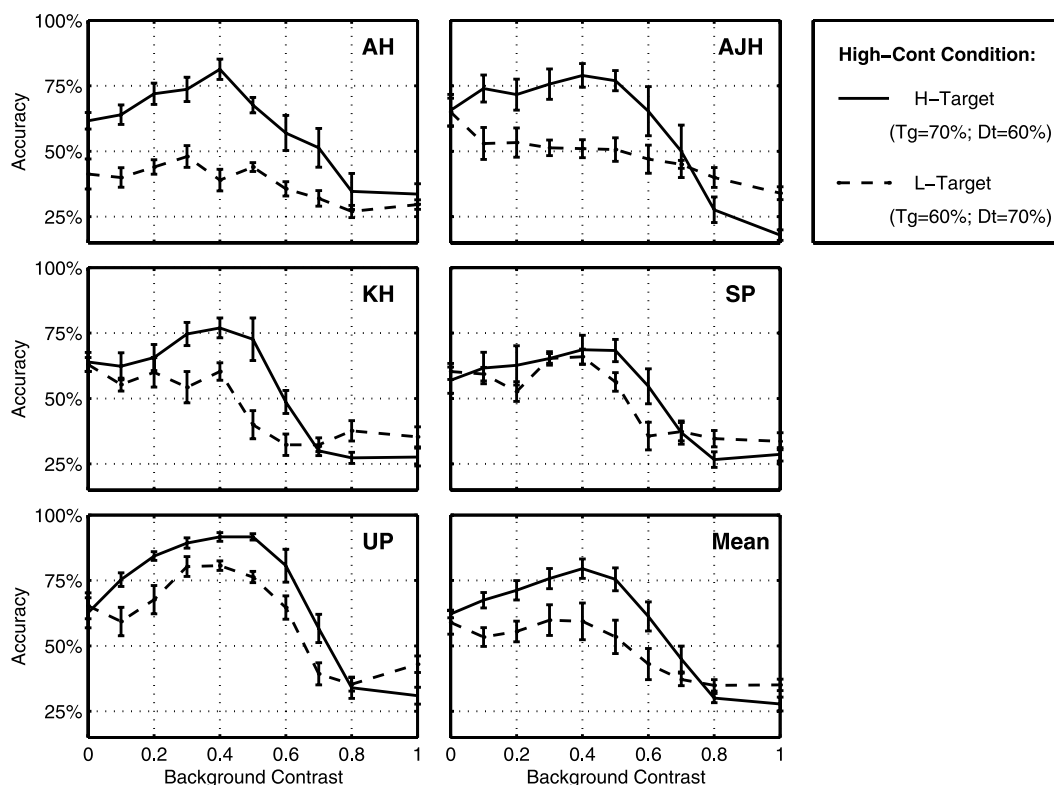 100%
75%
50%
25%
Accuracy
AH
AJH
High-Cont Condition:
H-Target
(Tg=70%; Dt=60%)
L-Target
(Tg=60%; Dt=70%)
100%
75%
50%
25%
Accuracy
KH
SP
100%
75%
50%
25%
Accuracy
UP
Mean
0 0.2 0.4 0.6 0.8 1
Background Contrast
0 0.2 0.4 0.6 0.8 1
Background Contrast